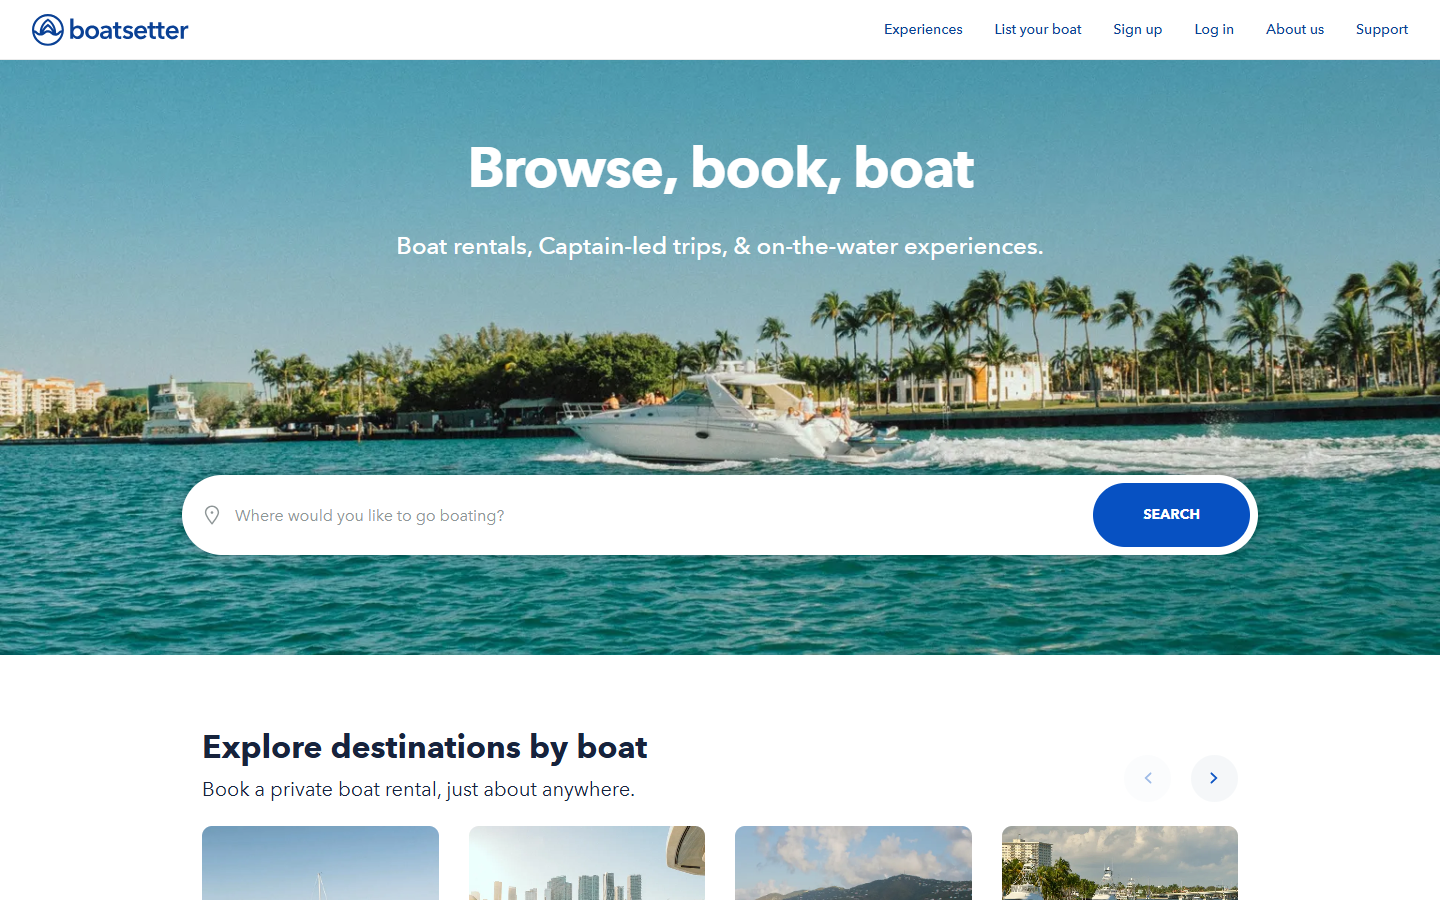 boatsetter
Experiences
List your boat
Sign up
Log in
About us
Support
Browse, book, boat
Boat rentals, Captain-led trips, & on-the-water experiences.
Where would you like to go boating?
SEARCH
Explore destinations by boat
Book a private boat rental, just about anywhere.